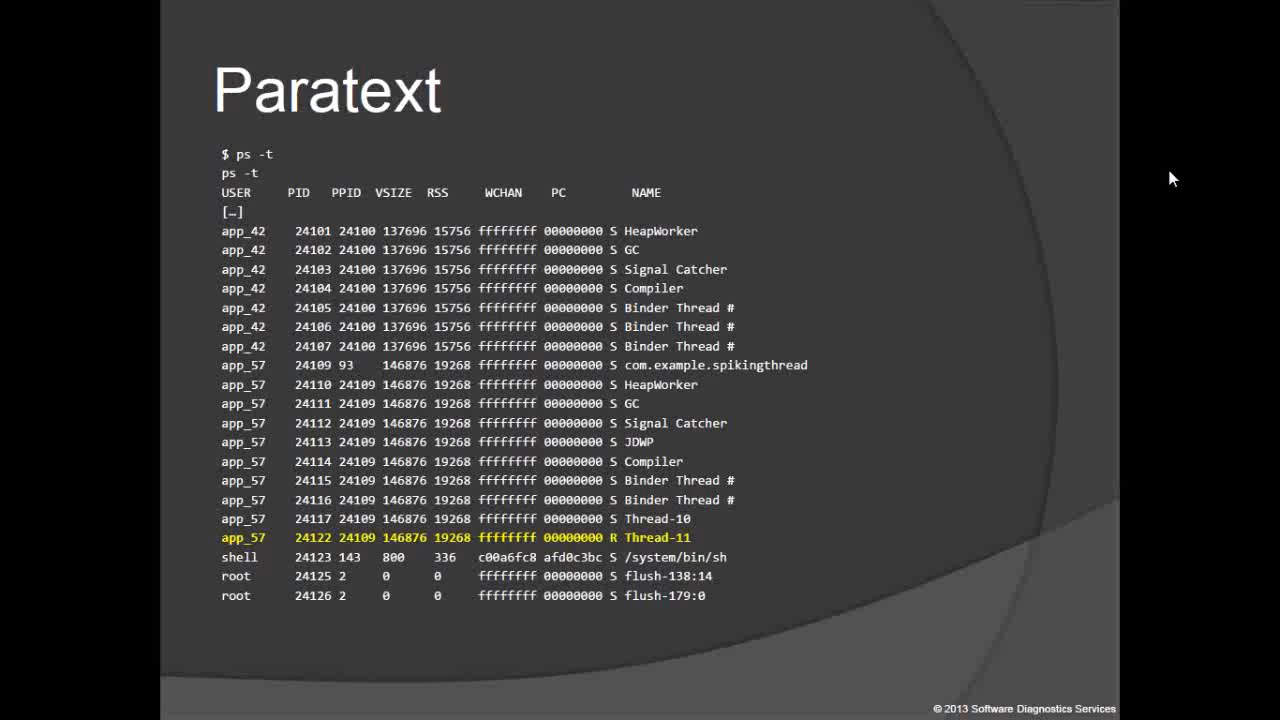 Paratext
$ ps -t
ps -t
USER     PID   PPID  VSIZE  RSS     WCHAN    PC         NAME
[…]
app_42    24101 24100 137696 15756 ffffffff 00000000 S HeapWorker
app_42    24102 24100 137696 15756 ffffffff 00000000 S GC
app_42    24103 24100 137696 15756 ffffffff 00000000 S Signal Catcher
app_42    24104 24100 137696 15756 ffffffff 00000000 S Compiler
app_42    24105 24100 137696 15756 ffffffff 00000000 S Binder Thread #
app_42    24106 24100 137696 15756 ffffffff 00000000 S Binder Thread #
app_42    24107 24100 137696 15756 ffffffff 00000000 S Binder Thread #
app_57    24109 93    146876 19268 ffffffff 00000000 S com.example.spikingthread
app_57    24110 24109 146876 19268 ffffffff 00000000 S HeapWorker
app_57    24111 24109 146876 19268 ffffffff 00000000 S GC
app_57    24112 24109 146876 19268 ffffffff 00000000 S Signal Catcher
app_57    24113 24109 146876 19268 ffffffff 00000000 S JDWP
app_57    24114 24109 146876 19268 ffffffff 00000000 S Compiler
app_57    24115 24109 146876 19268 ffffffff 00000000 S Binder Thread #
app_57    24116 24109 146876 19268 ffffffff 00000000 S Binder Thread #
app_57    24117 24109 146876 19268 ffffffff 00000000 S Thread-10
app_57    24122 24109 146876 19268 ffffffff 00000000 R Thread-11
shell     24123 143   800    336   c00a6fc8 afd0c3bc S /system/bin/sh
root      24125 2     0      0     ffffffff 00000000 S flush-138:14
root      24126 2     0      0     ffffffff 00000000 S flush-179:0
© 2013 Software Diagnostics Services